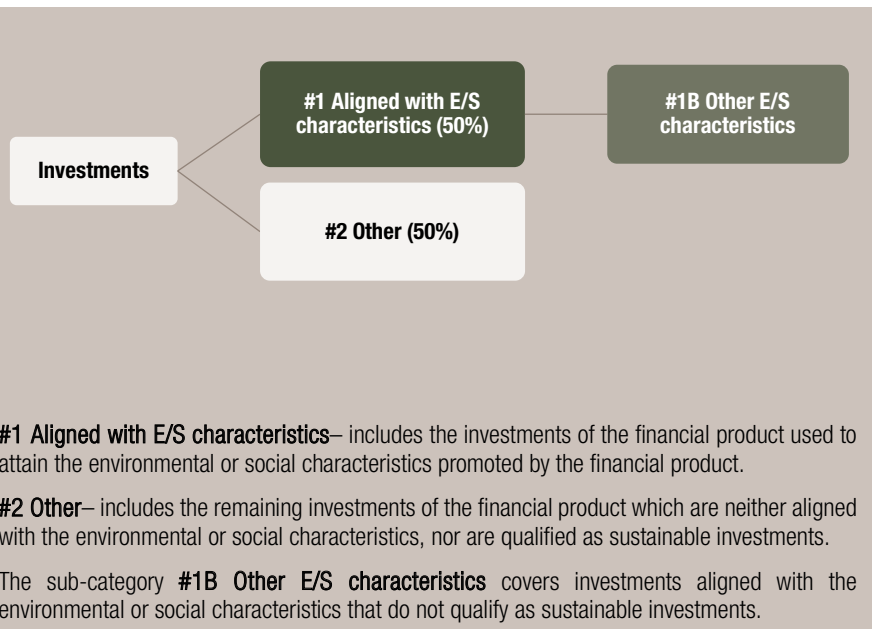 #1 Aligned with E/S
characteristics (50%)
#1B Other E/S
characteristics
Investments
#2 Other (50%)
#1 Aligned with E/S characteristics– includes the investments of the financial product used to
attain the environmental or social characteristics promoted by the financial product.
#2 Other– includes the remaining investments of the financial product which are neither aligned
with the environmental or social characteristics, nor are qualified as sustainable investments.
The sub-category #1B Other E/S characteristics covers investments aligned with the
environmental or social characteristics that do not qualify as sustainable investments.